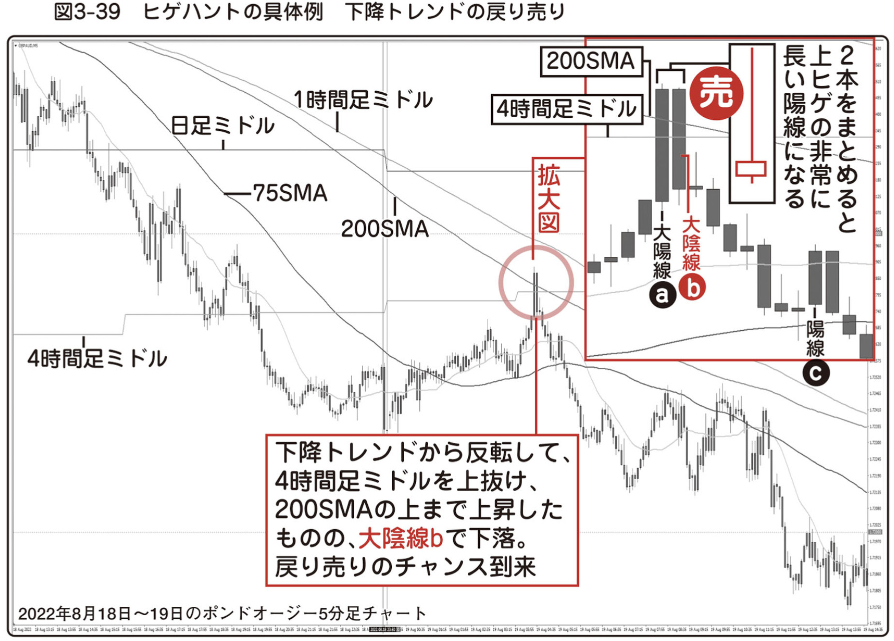 図3-39 ヒゲハントの具体例 下降トレンドの戻り売り
1時間足ミドル
日足ミドル
75SMA
200SMA
4時間足ミドル
拡大図
200SMA
4時間足ミドル
売
2本をまとめると
上ヒゲの非常に
長い陽線になる
大陽線
a
大陰線
b
陽線
c
下降トレンドから反転して、
4時間足ミドルを上抜け、
200SMAの上まで上昇した
ものの、大陰線bで下落。
戻り売りのチャンス到来
2022年8月18日〜19日のポンドオージー5分足チャート